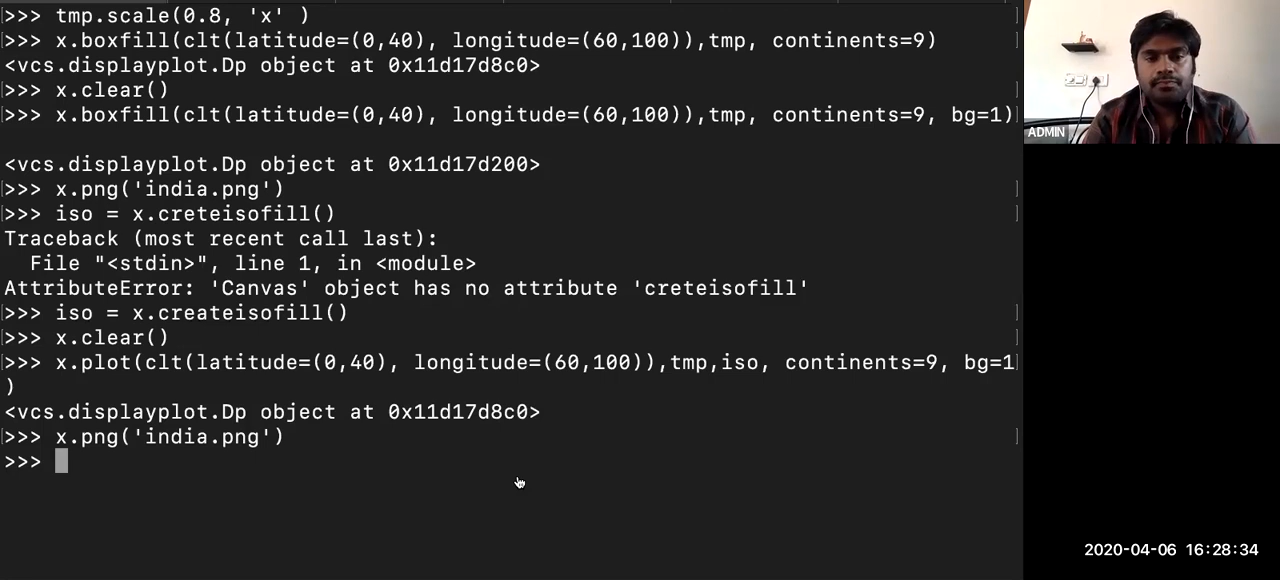 >>> tmp.scale(0.8, 'x' )
>>> x.boxfill(clt(latitude=(0,40), longitude=(60,100)),tmp, continents=9)
<vcs.displayplot.Dp object at 0x11d17d8c0>
>>> x.clear()
>>> x.boxfill(clt(latitude=(0,40), longitude=(60,100)),tmp, continents=9, bg=1)
<vcs.displayplot.Dp object at 0x11d17d200>
>>> x.png('india.png')
>>> iso = x.creteisofill()
Traceback (most recent call last):
  File "<stdin>", line 1, in <module>
AttributeError: 'Canvas' object has no attribute 'creteisofill'
>>> iso = x.createisofill()
>>> x.clear()
>>> x.plot(clt(latitude=(0,40), longitude=(60,100)),tmp,iso, continents=9, bg=1
)
<vcs.displayplot.Dp object at 0x11d17d8c0>
>>> x.png('india.png')
>>>
ADMIN
2020-04-06 16:28:34